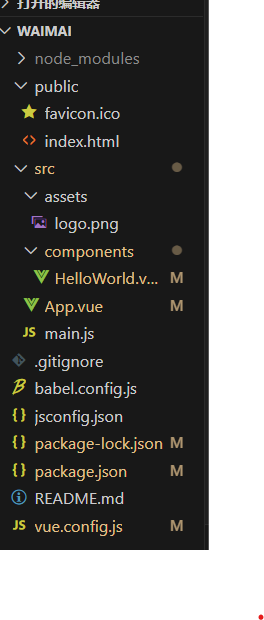 打开的编辑器
WAIMAI
node_modules
public
favicon.ico
index.html
src
assets
logo.png
components
HelloWorld.v... M
App.vue M
JS main.js
.gitignore
babel.config.js
jsconfig.json
package-lock.json M
package.json M
README.md
JS vue.config.js M